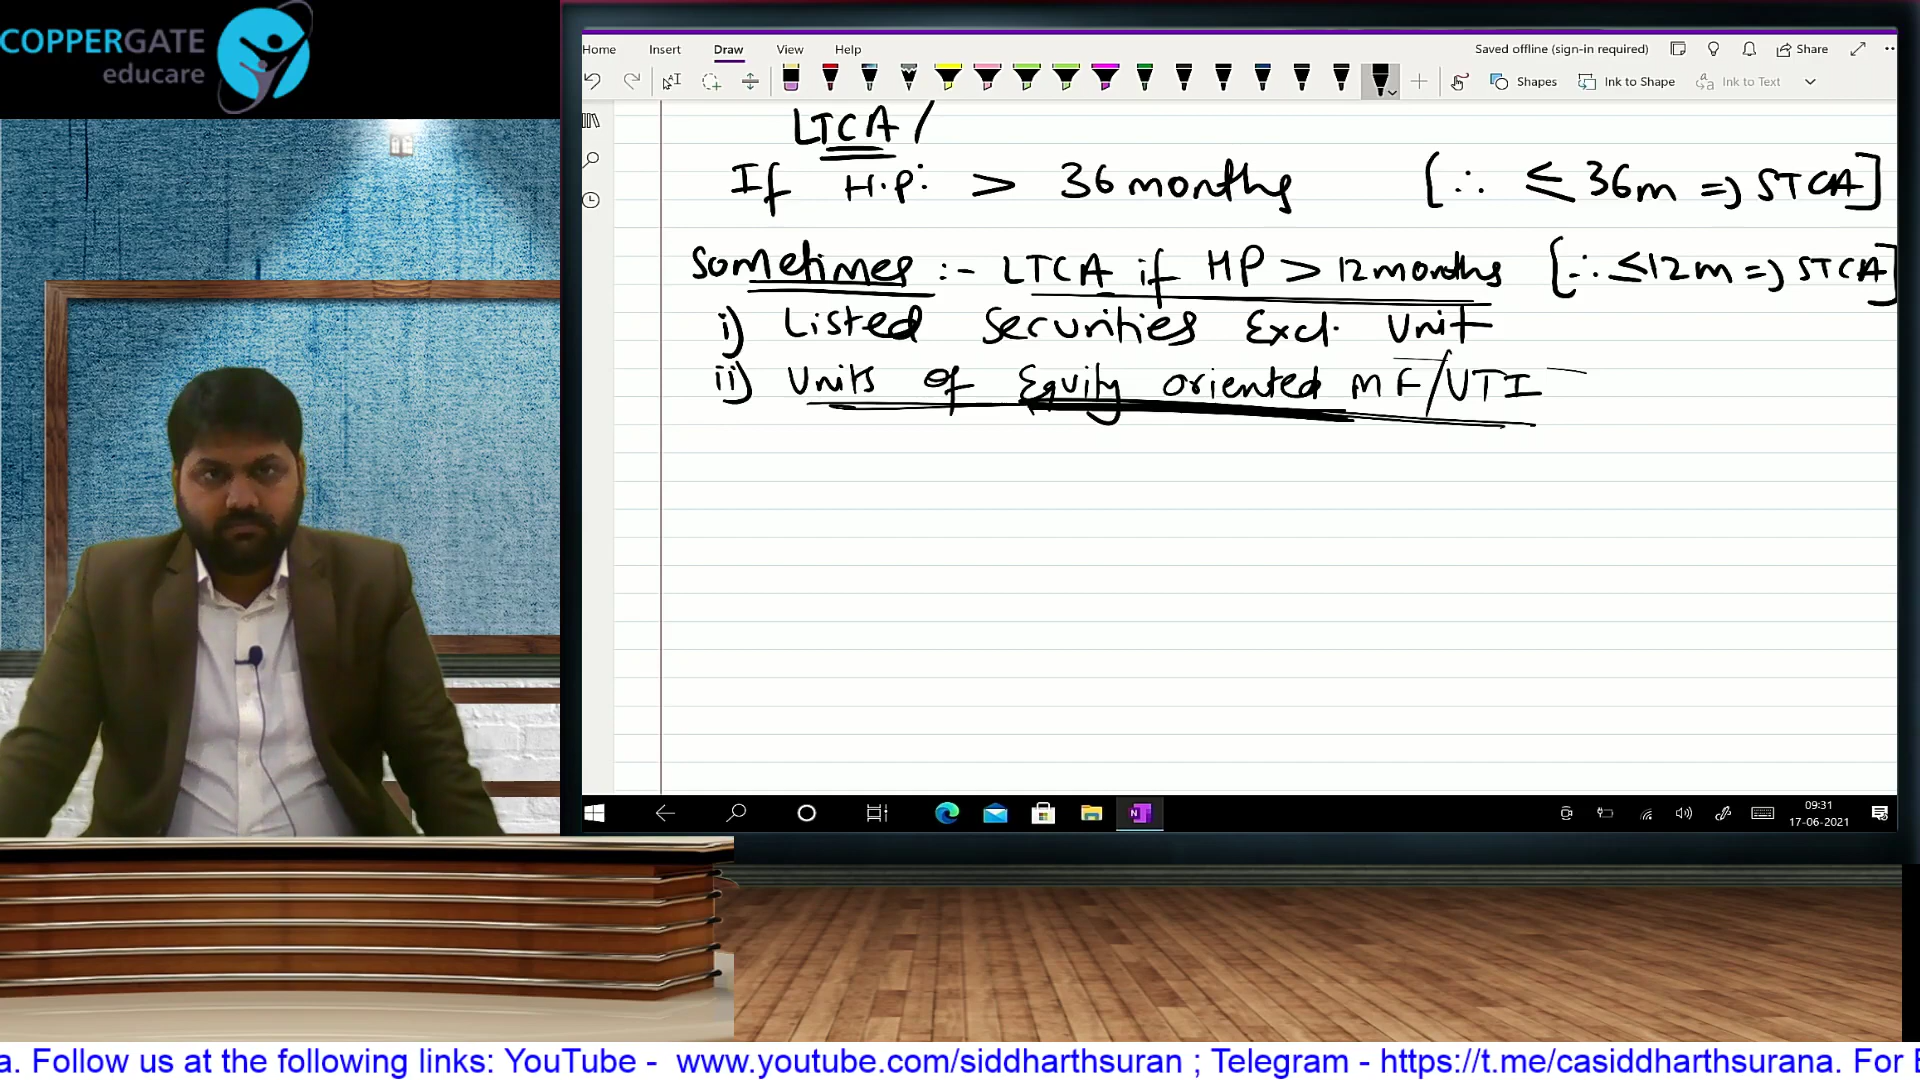 COPPERGATE
educare
Home Insert Draw View Help
Saved offline (sign-in required) Share
Shapes Ink to Shape Ink to Text
LTCA /
If H.P. > 36 months [∴ ≤ 36m => STCA]
Sometimes :- LTCA if HP > 12 months [∴ ≤ 12m => STCA]
i) Listed Securities Excl. Unit
ii) Units of Equity oriented MF/UTI
09:31
17-06-2021
a. Follow us at the following links: YouTube - www.youtube.com/siddharthsuran ; Telegram - https://t.me/casiddharthsurana. For E